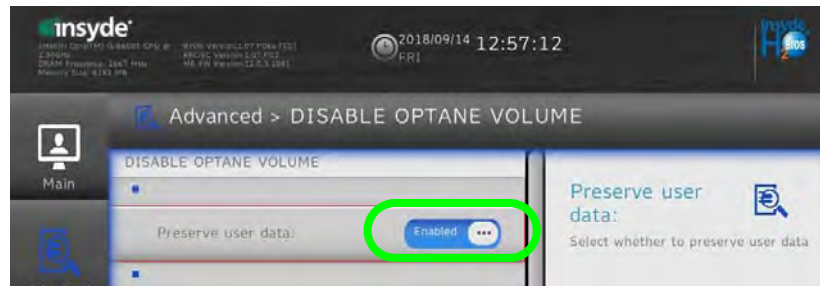 insyde
2018/09/14 12:57:12
FRI
insyde
H2O BIOS
Advanced > DISABLE OPTANE VOLUME
DISABLE OPTANE VOLUME
Main
Preserve user data:
Enabled
Preserve user
data:
Select whether to preserve user data